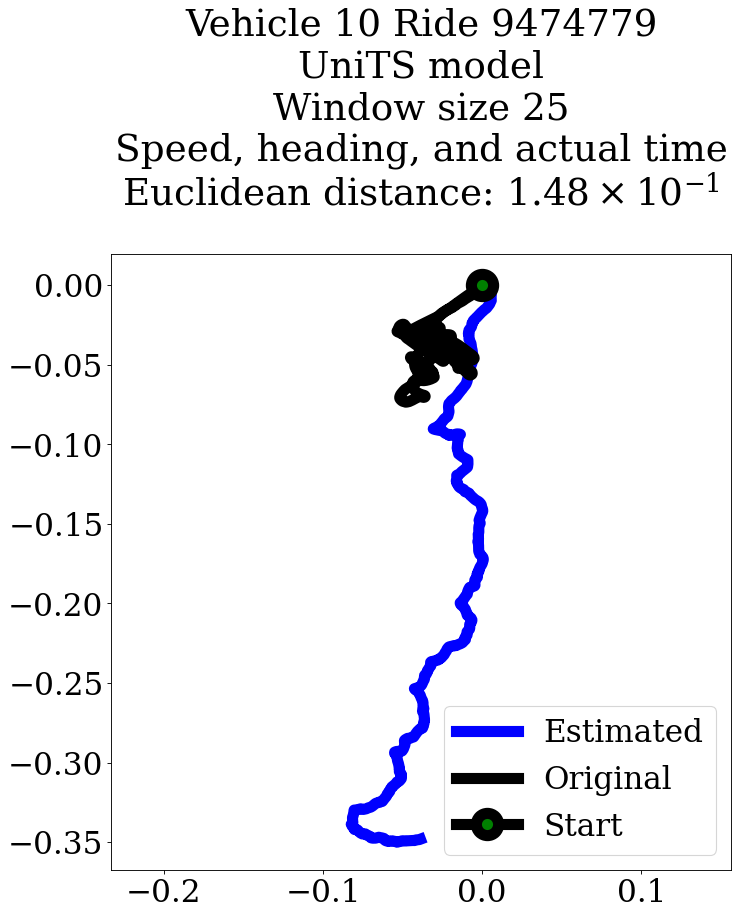 Vehicle 10 Ride 9474779
UniTS model
Window size 25
Speed, heading, and actual time
Euclidean distance: 1.48 × 10⁻¹
0.00
−0.05
−0.10
−0.15
−0.20
−0.25
−0.30
−0.35
Estimated
Original
Start
−0.2
−0.1
0.0
0.1